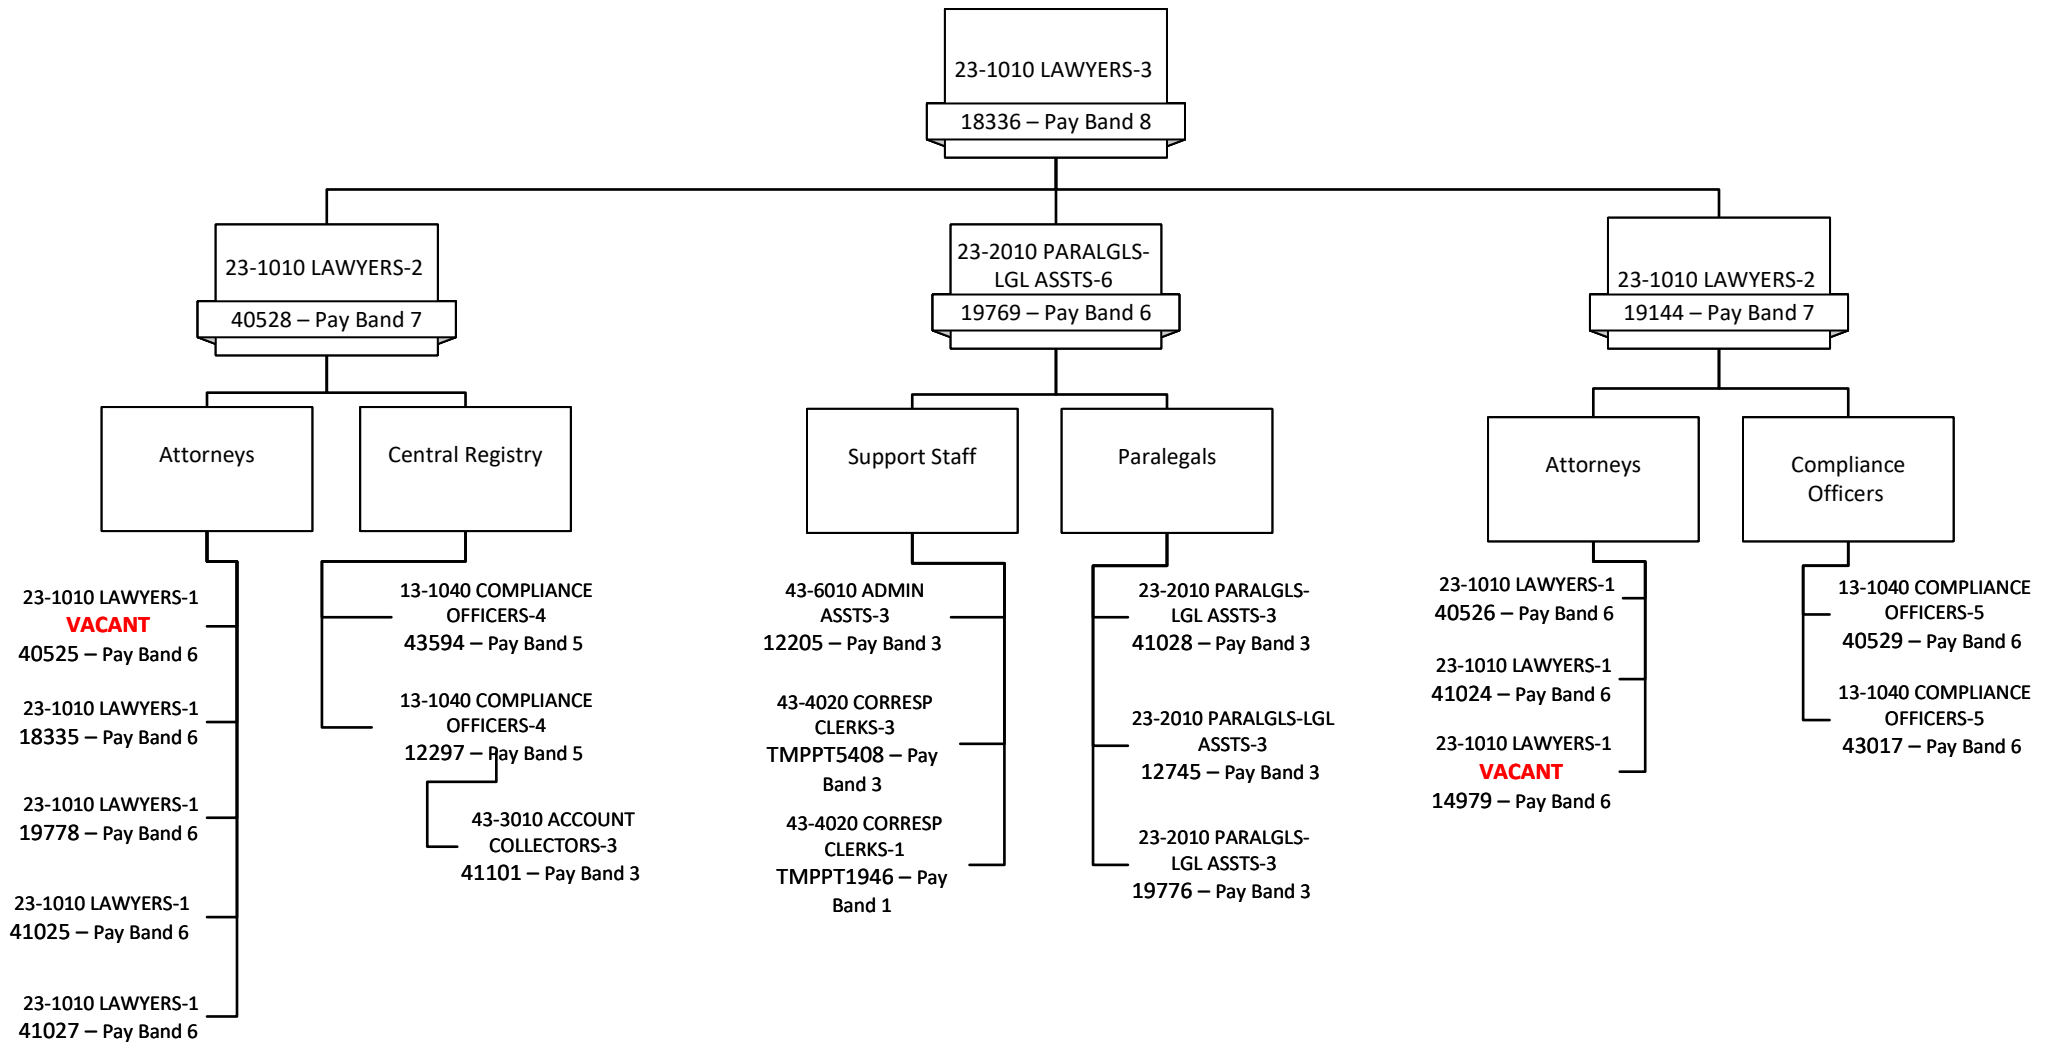 23-1010 LAWYERS-3
18336 – Pay Band 8
23-1010 LAWYERS-2
40528 – Pay Band 7
23-2010 PARALGLS-
LGL ASSTS-6
19769 – Pay Band 6
23-1010 LAWYERS-2
19144 – Pay Band 7
Attorneys
Central Registry
Support Staff
Paralegals
Attorneys
Compliance
Officers
23-1010 LAWYERS-1
VACANT
40525 – Pay Band 6
23-1010 LAWYERS-1
18335 – Pay Band 6
23-1010 LAWYERS-1
19778 – Pay Band 6
23-1010 LAWYERS-1
41025 – Pay Band 6
23-1010 LAWYERS-1
41027 – Pay Band 6
13-1040 COMPLIANCE
OFFICERS-4
43594 – Pay Band 5
13-1040 COMPLIANCE
OFFICERS-4
12297 – Pay Band 5
43-3010 ACCOUNT
COLLECTORS-3
41101 – Pay Band 3
43-6010 ADMIN
ASSTS-3
12205 – Pay Band 3
43-4020 CORRESP
CLERKS-3
TMPPT5408 – Pay
Band 3
43-4020 CORRESP
CLERKS-1
TMPPT1946 – Pay
Band 1
23-2010 PARALGLS-
LGL ASSTS-3
41028 – Pay Band 3
23-2010 PARALGLS-LGL
ASSTS-3
12745 – Pay Band 3
23-2010 PARALGLS-
LGL ASSTS-3
19776 – Pay Band 3
23-1010 LAWYERS-1
40526 – Pay Band 6
23-1010 LAWYERS-1
41024 – Pay Band 6
23-1010 LAWYERS-1
VACANT
14979 – Pay Band 6
13-1040 COMPLIANCE
OFFICERS-5
40529 – Pay Band 6
13-1040 COMPLIANCE
OFFICERS-5
43017 – Pay Band 6